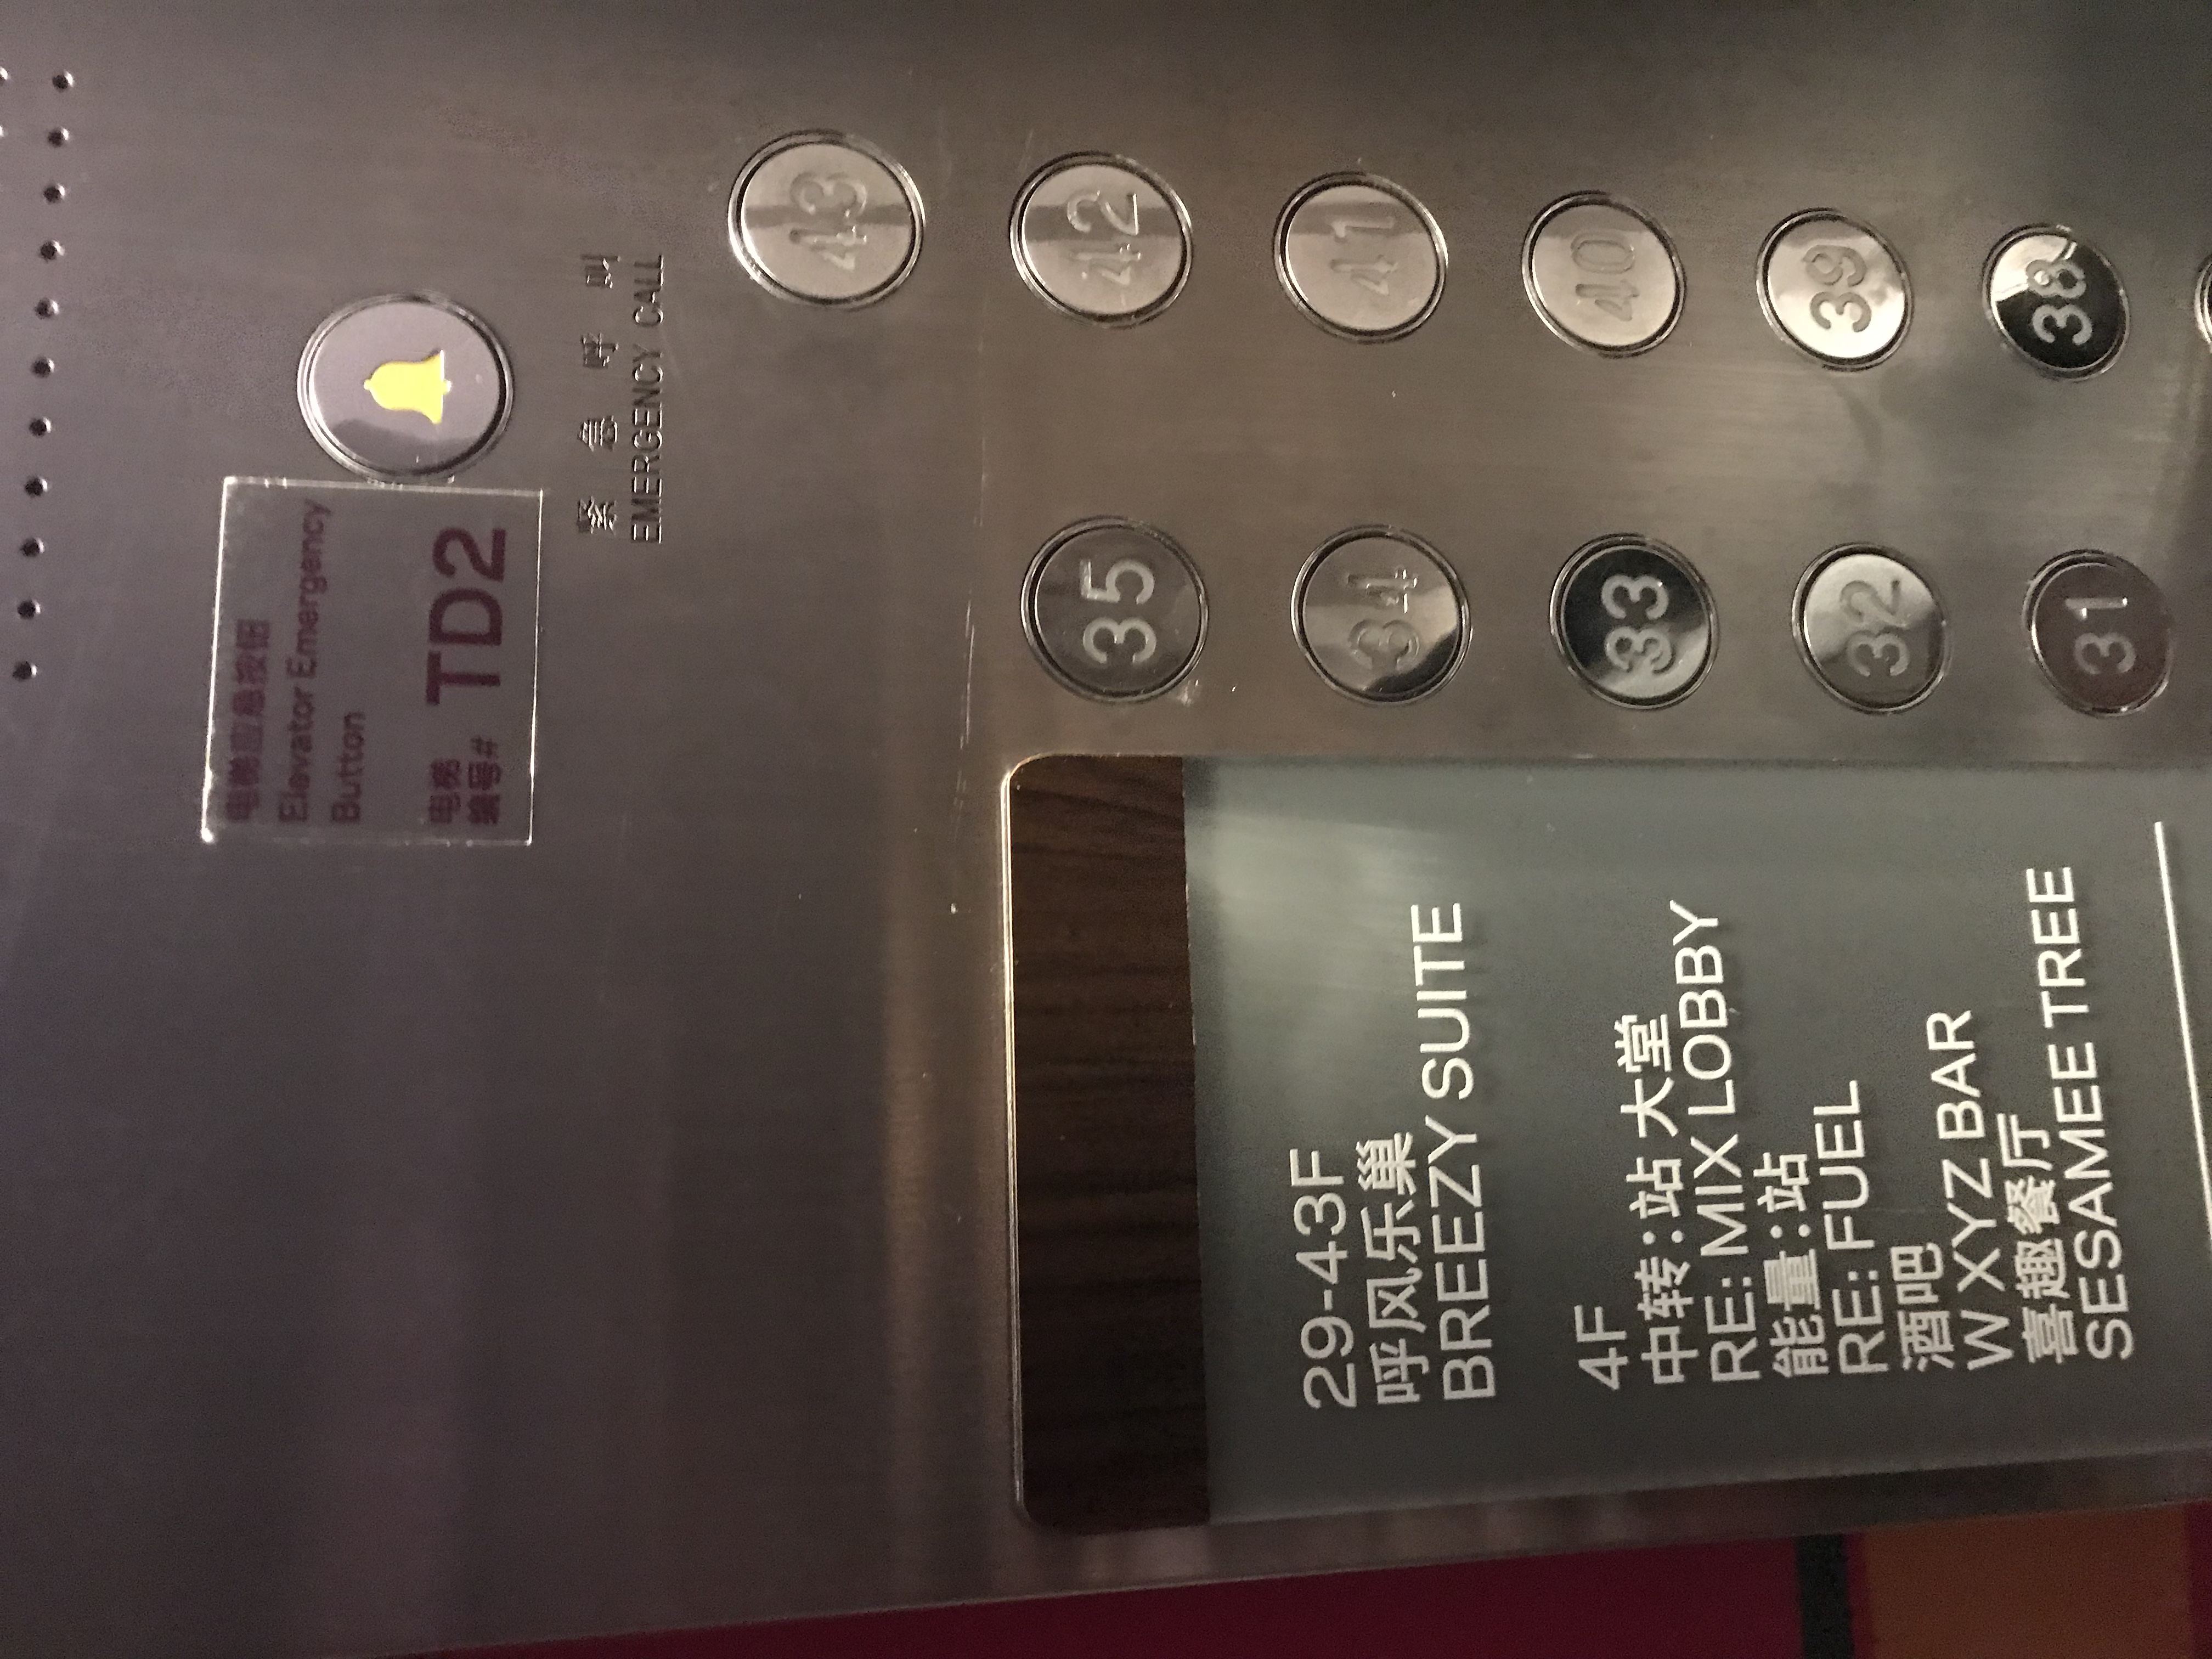 电梯应急按钮
Elevator Emergency
Button
电梯
编号# TD2
紧急呼叫
EMERGENCY CALL
43
42
41
40
39
38
35
34
33
32
31
29-43F
呼风乐巢
BREEZY SUITE
4F
中转:站 大堂
RE: MIX LOBBY
能量:站
RE: FUEL
酒吧
W XYZ BAR
喜趣餐厅
SESAMEE TREE